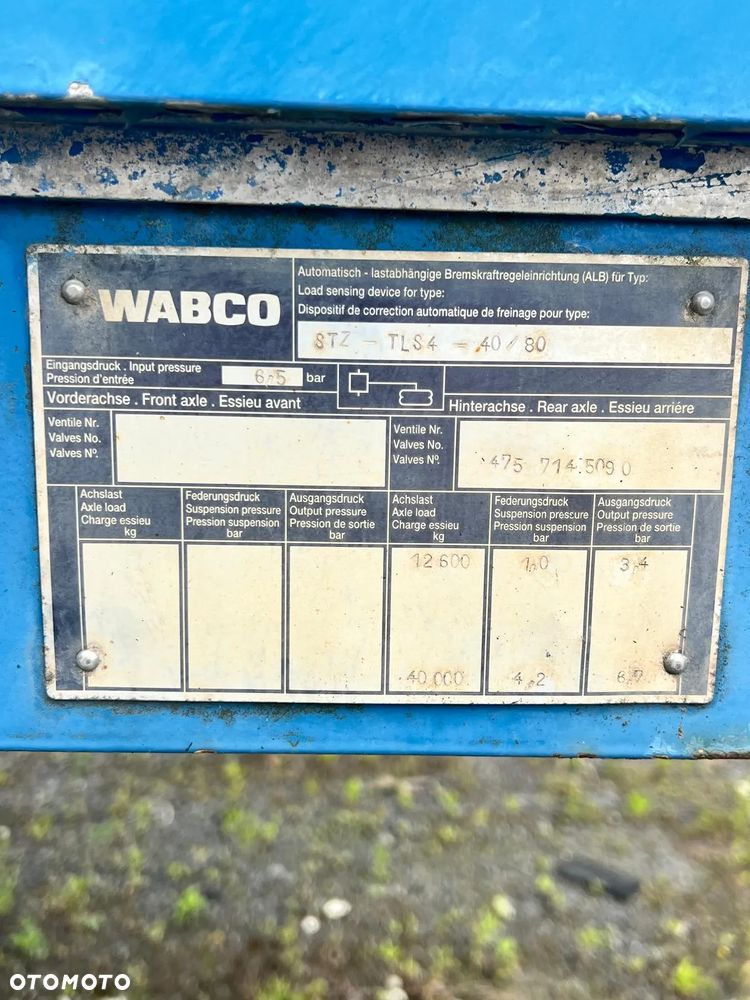 WABCO
Automatisch - lastabhängige Bremskraftregeleinrichtung (ALB) für Typ:
Load sensing device for type:
Dispositif de correction automatique de freinage pour type:
STZ - TLS4 - 40/80
Eingangsdruck . Input pressure
Pression d'entrée
6,5 bar
Vorderachse . Front axle . Essieu avant
Hinterachse . Rear axle . Essieu arriére
Ventile Nr.
Valves No.
Valves Nº.
Ventile Nr.
Valves No.
Valves Nº.
475 714 509 0
Achslast
Axle load
Charge essieu
kg
Federungsdruck
Suspension pressure
Pression suspension
bar
Ausgangsdruck
Output pressure
Pression de sortie
bar
Achslast
Axle load
Charge essieu
kg
Federungsdruck
Suspension pressure
Pression suspension
bar
Ausgangsdruck
Output pressure
Pression de sortie
bar
12 600 1,0 3,4
40 000 4,2 6,7
OTOMOTO